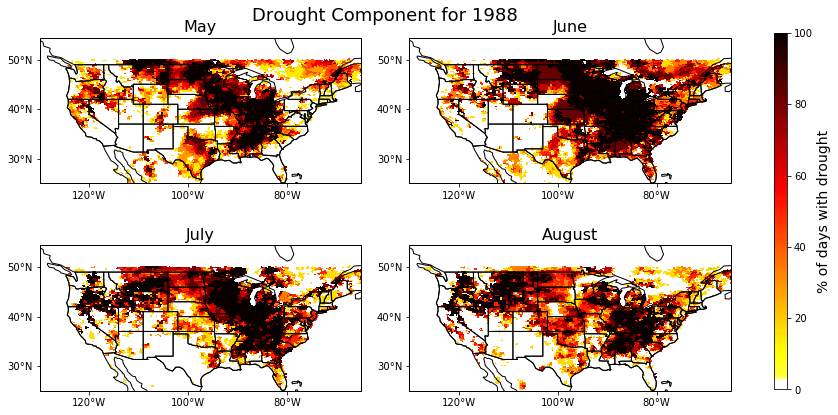 Drought Component for 1988
May
June
50°N
40°N
30°N
120°W
100°W
80°W
50°N
40°N
30°N
120°W
100°W
80°W
July
August
50°N
40°N
30°N
120°W
100°W
80°W
50°N
40°N
30°N
120°W
100°W
80°W
100
80
60
40
20
0
% of days with drought